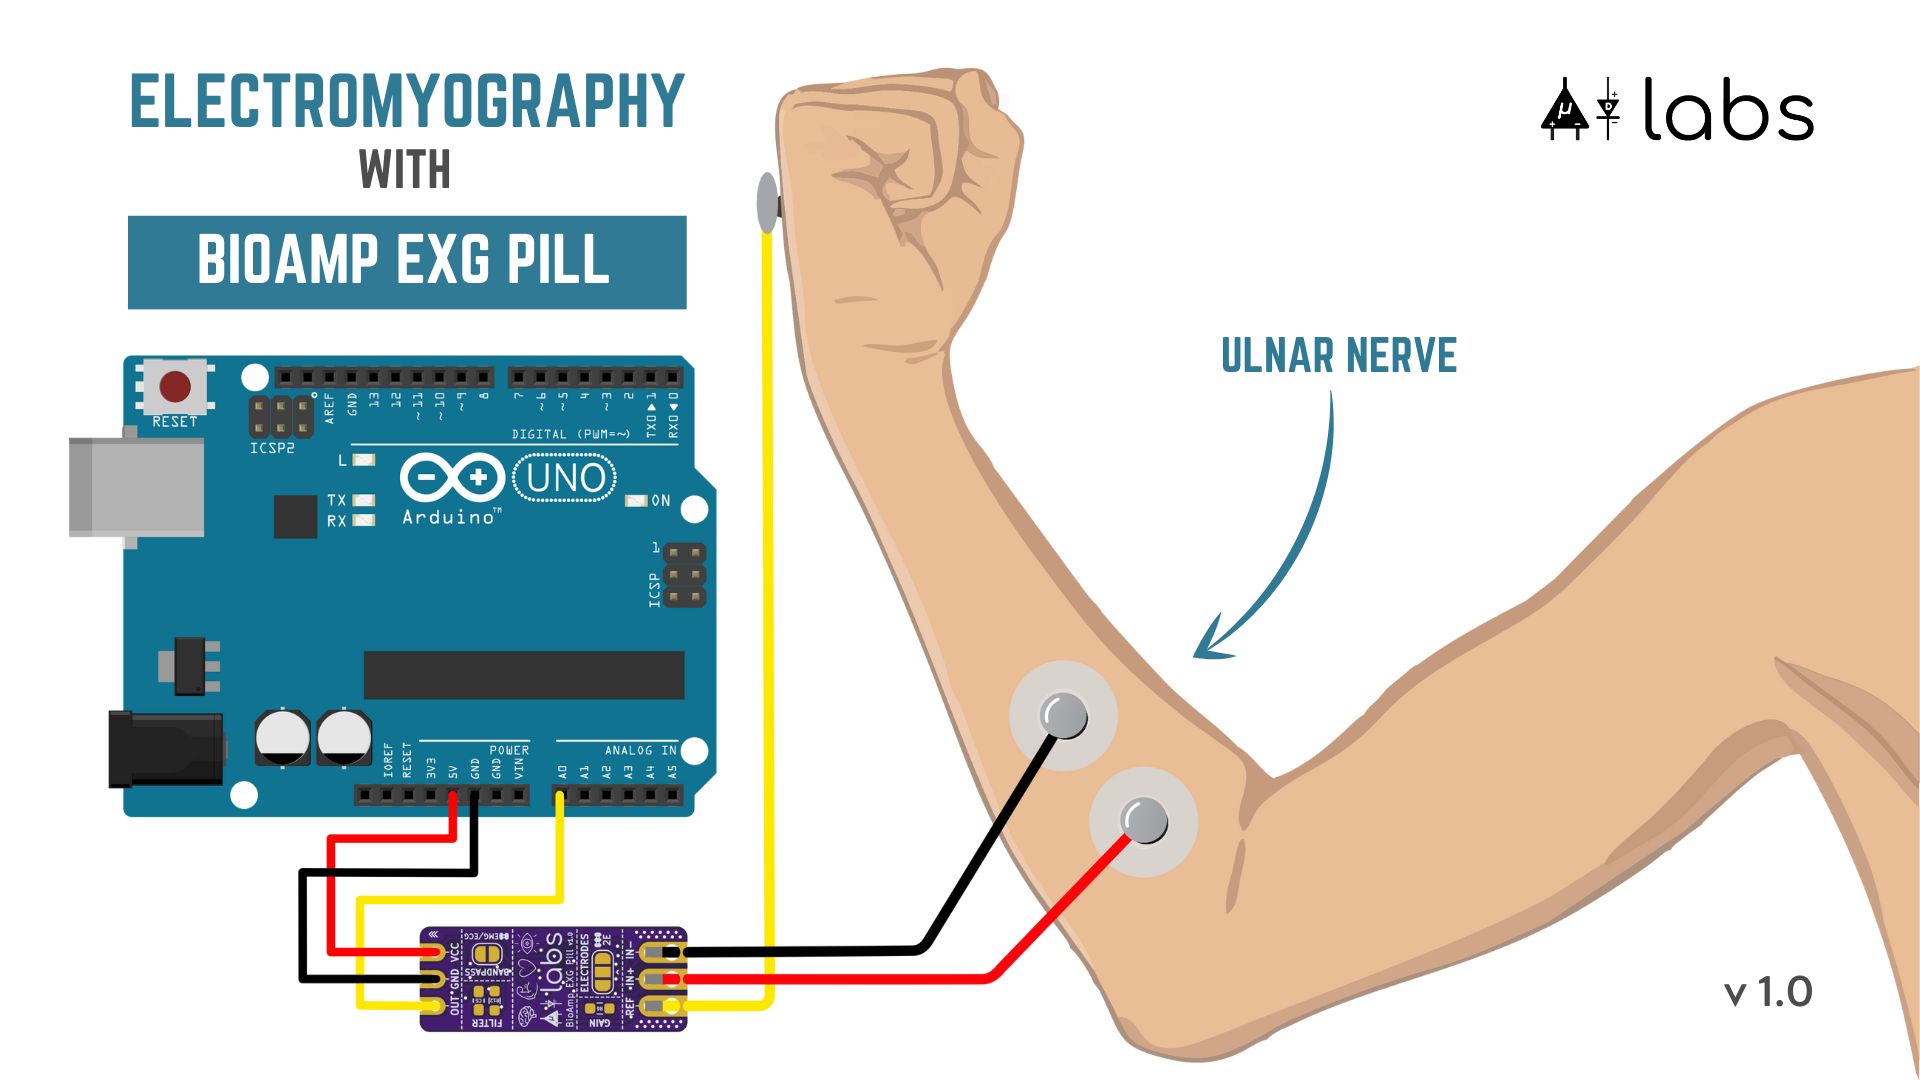 ELECTROMYOGRAPHY
WITH
BIOAMP EXG PILL
µ D labs
ULNAR NERVE
RESET
ICSP2
AREF
GND
13
12
~11
~10
~9
8
7
~6
~5
4
~3
2
TX0▶1
RX0◀0
DIGITAL (PWM=~)
L
TX
RX
UNO
Arduino™
ON
1
ICSP
IOREF
RESET
3V3
5V
GND
GND
VIN
POWER
A0
A1
A2
A3
A4
A5
ANALOG IN
VCC
GND
OUT
EMG/ECG
BANDPASS
FILTER
labs
BioAmp EXG Pill v1.0
ELECTRODES
2E
GAIN
IN-
IN+
REF
v 1.0